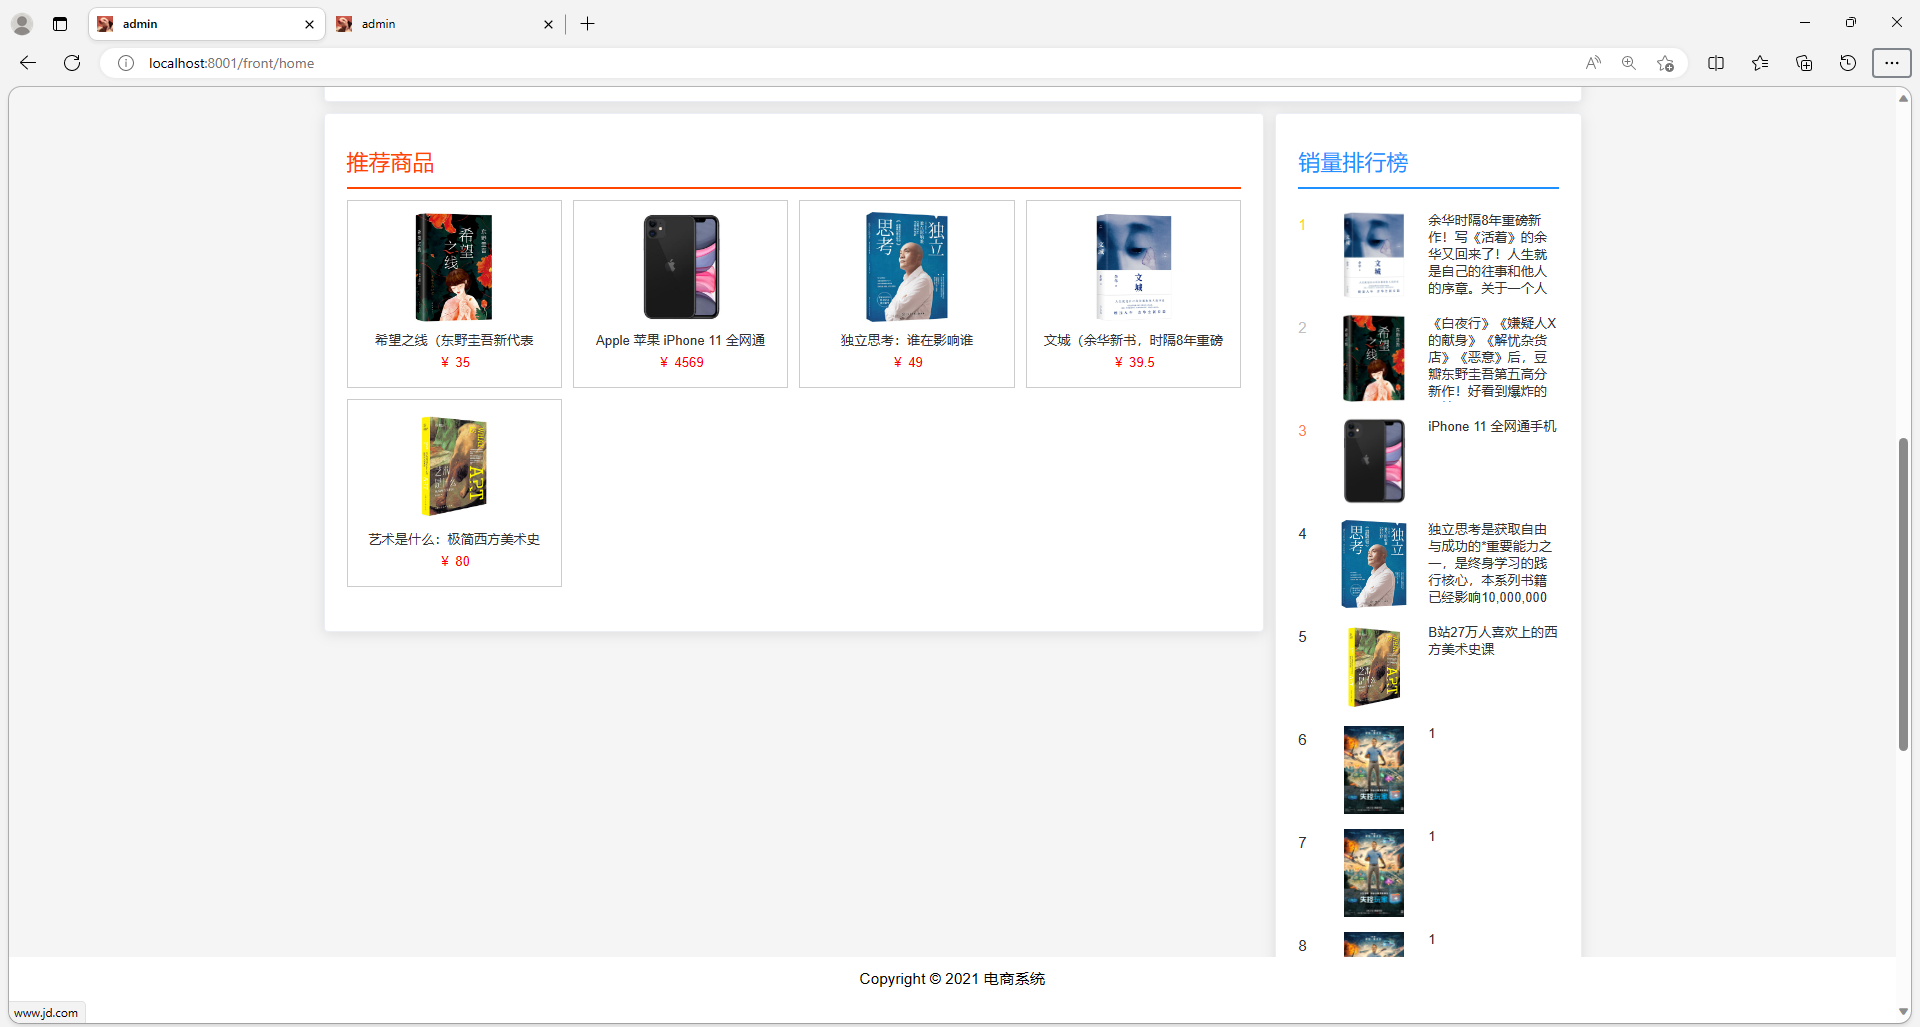 admin
admin
localhost:8001/front/home
推荐商品
希望之线（东野圭吾新代表
¥ 35
Apple 苹果 iPhone 11 全网通
¥ 4569
独立思考：谁在影响谁
¥ 49
文城（余华新书，时隔8年重磅
¥ 39.5
艺术是什么：极简西方美术史
¥ 80
销量排行榜
1
余华时隔8年重磅新
作！写《活着》的余
华又回来了！人生就
是自己的往事和他人
的序章。关于一个人
2
《白夜行》《嫌疑人X
的献身》《解忧杂货
店》《恶意》后，豆
瓣东野圭吾第五高分
新作！好看到爆炸的
3
iPhone 11 全网通手机
4
独立思考是获取自由
与成功的*重要能力之
一，是终身学习的践
行核心，本系列书籍
已经影响10,000,000
5
B站27万人喜欢上的西
方美术史课
6
1
7
1
8
1
Copyright © 2021 电商系统
www.jd.com